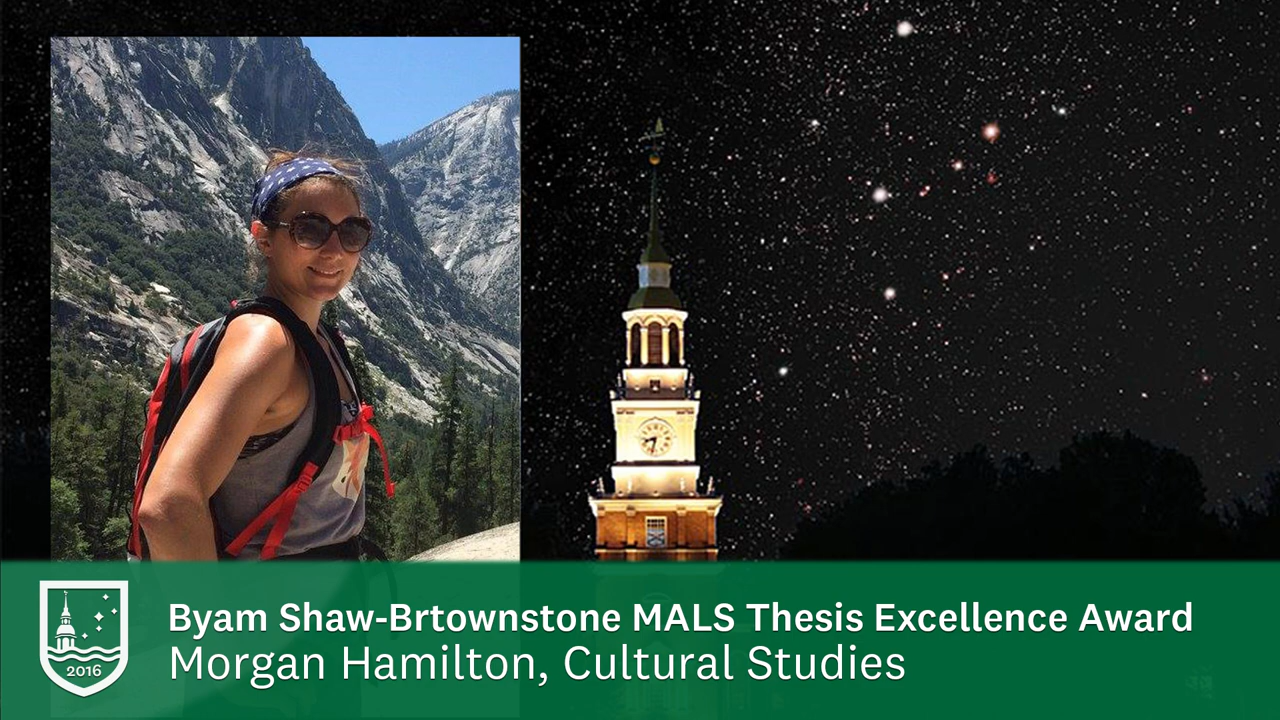 Byam Shaw-Brtownstone MALS Thesis Excellence Award
Morgan Hamilton, Cultural Studies
2016